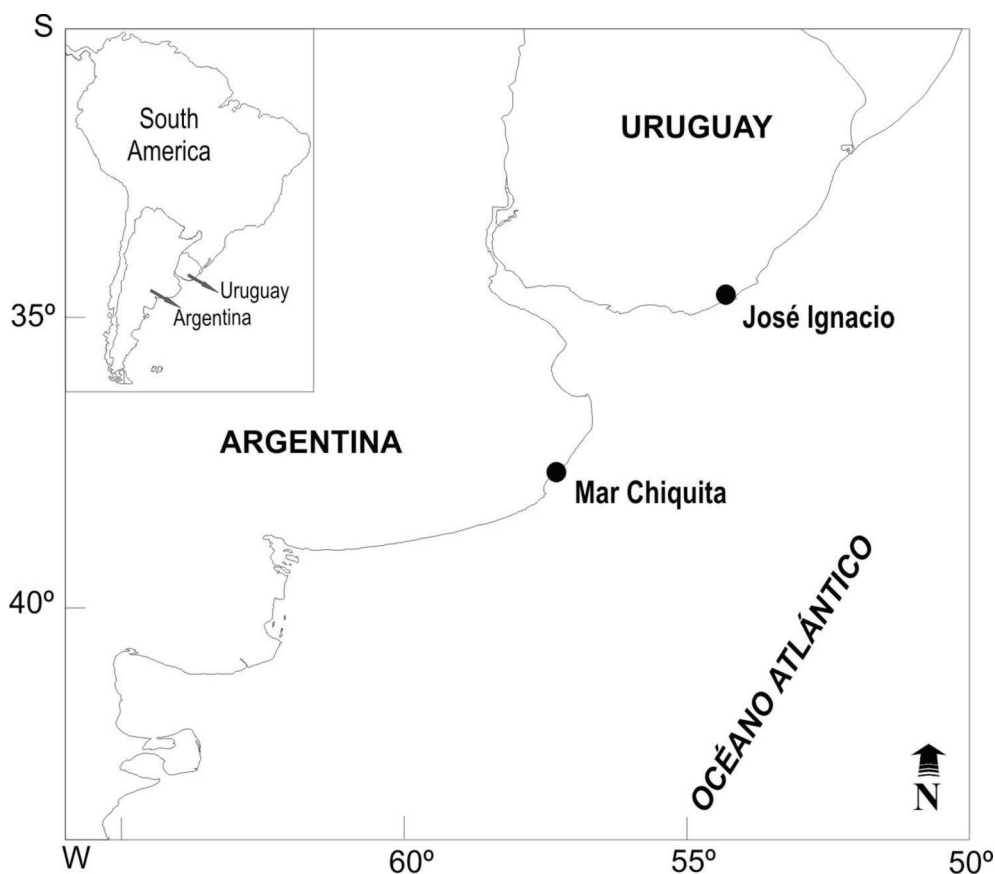 S
South
America
Uruguay
Argentina
URUGUAY
35º
José Ignacio
ARGENTINA
Mar Chiquita
40º
OCÉANO ATLÁNTICO
N
W
60º
55º
50º